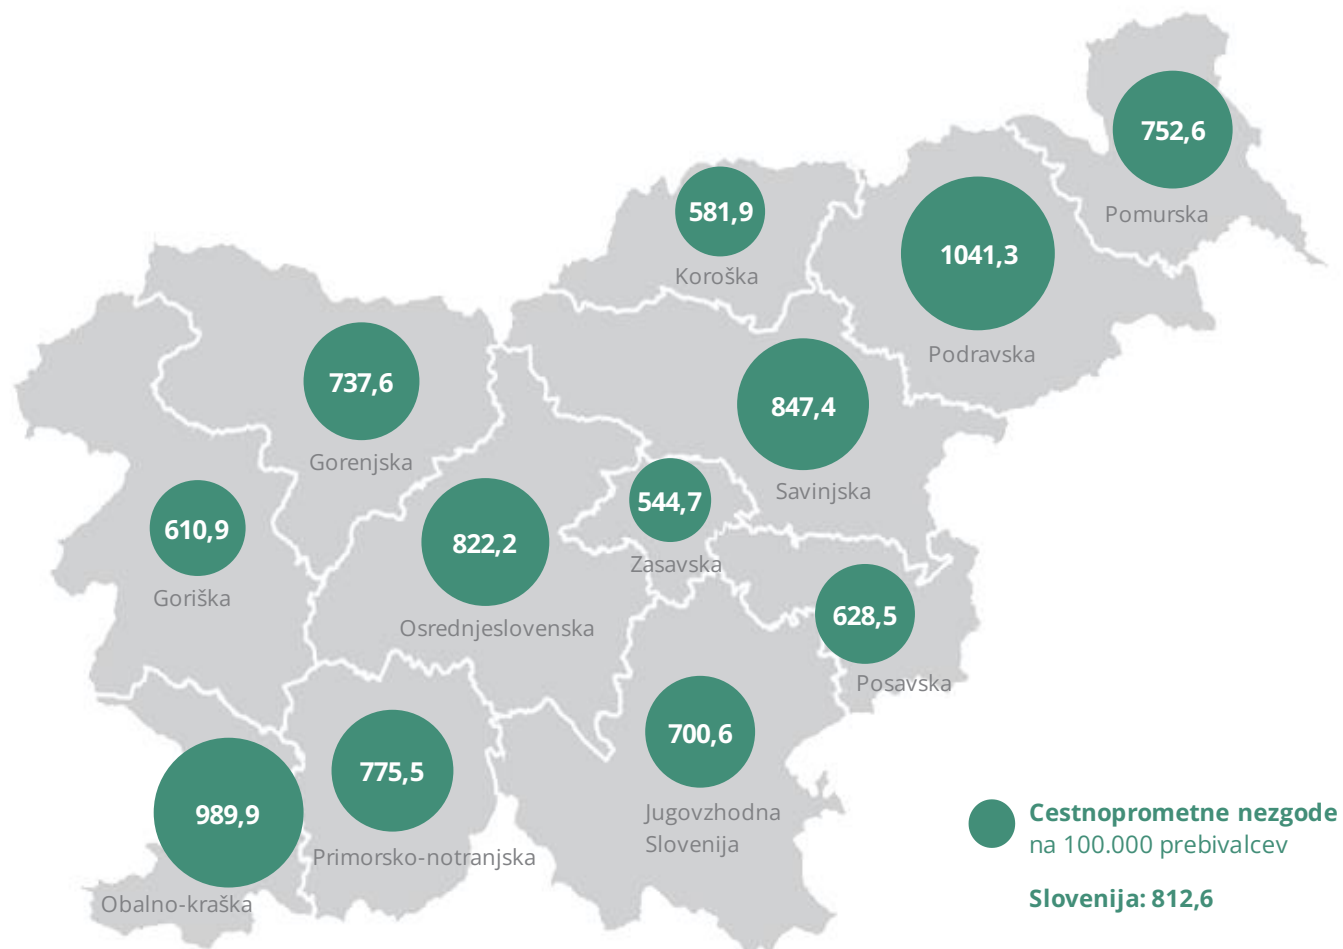 752,6
Pomurska
581,9
Koroška
1041,3
Podravska
737,6
Gorenjska
847,4
Savinjska
610,9
Goriška
822,2
Osrednjeslovenska
544,7
Zasavska
628,5
Posavska
700,6
Jugovzhodna
Slovenija
775,5
Primorsko-notranjska
989,9
Obalno-kraška
Cestnoprometne nezgode
na 100.000 prebivalcev
Slovenija: 812,6